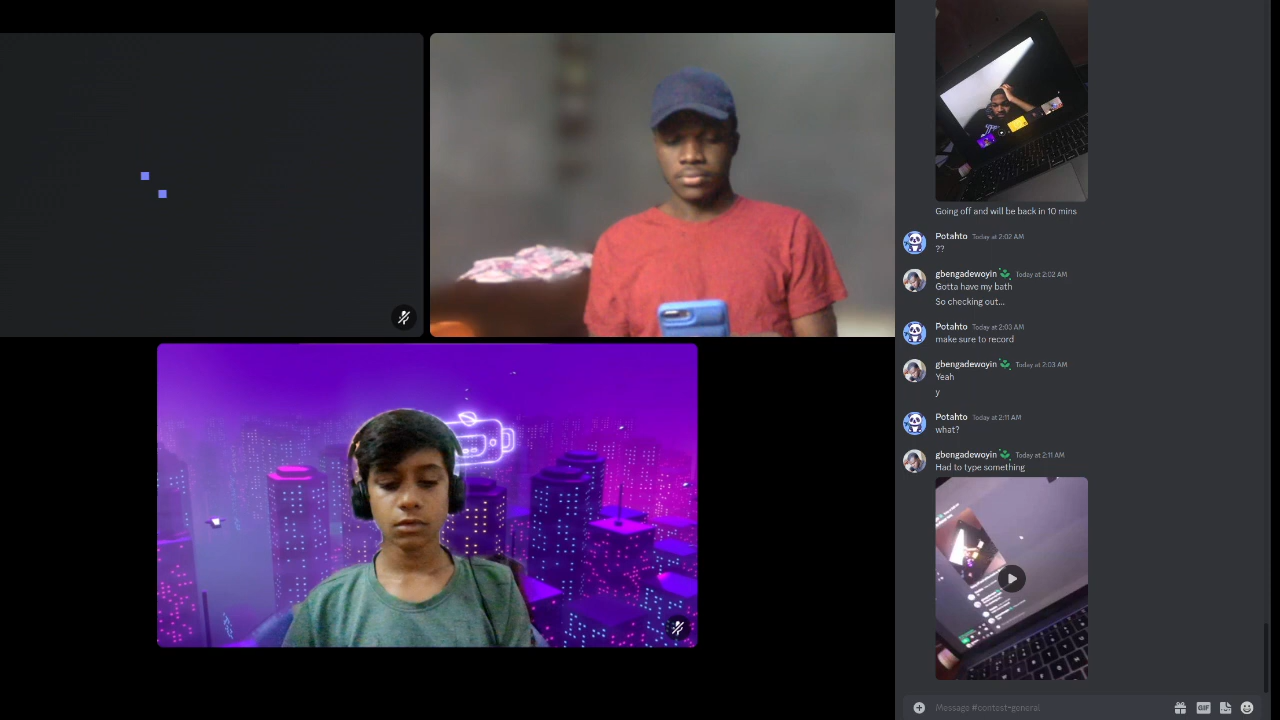 Going off and will be back in 10 mins
Potahto Today at 2:02 AM
??
gbengadewoyin Today at 2:02 AM
Gotta have my bath
So checking out...
Potahto Today at 2:03 AM
make sure to record
gbengadewoyin Today at 2:03 AM
Yeah
y
Potahto Today at 2:11 AM
what?
gbengadewoyin Today at 2:11 AM
Had to type something
Message #contest-general
GIF